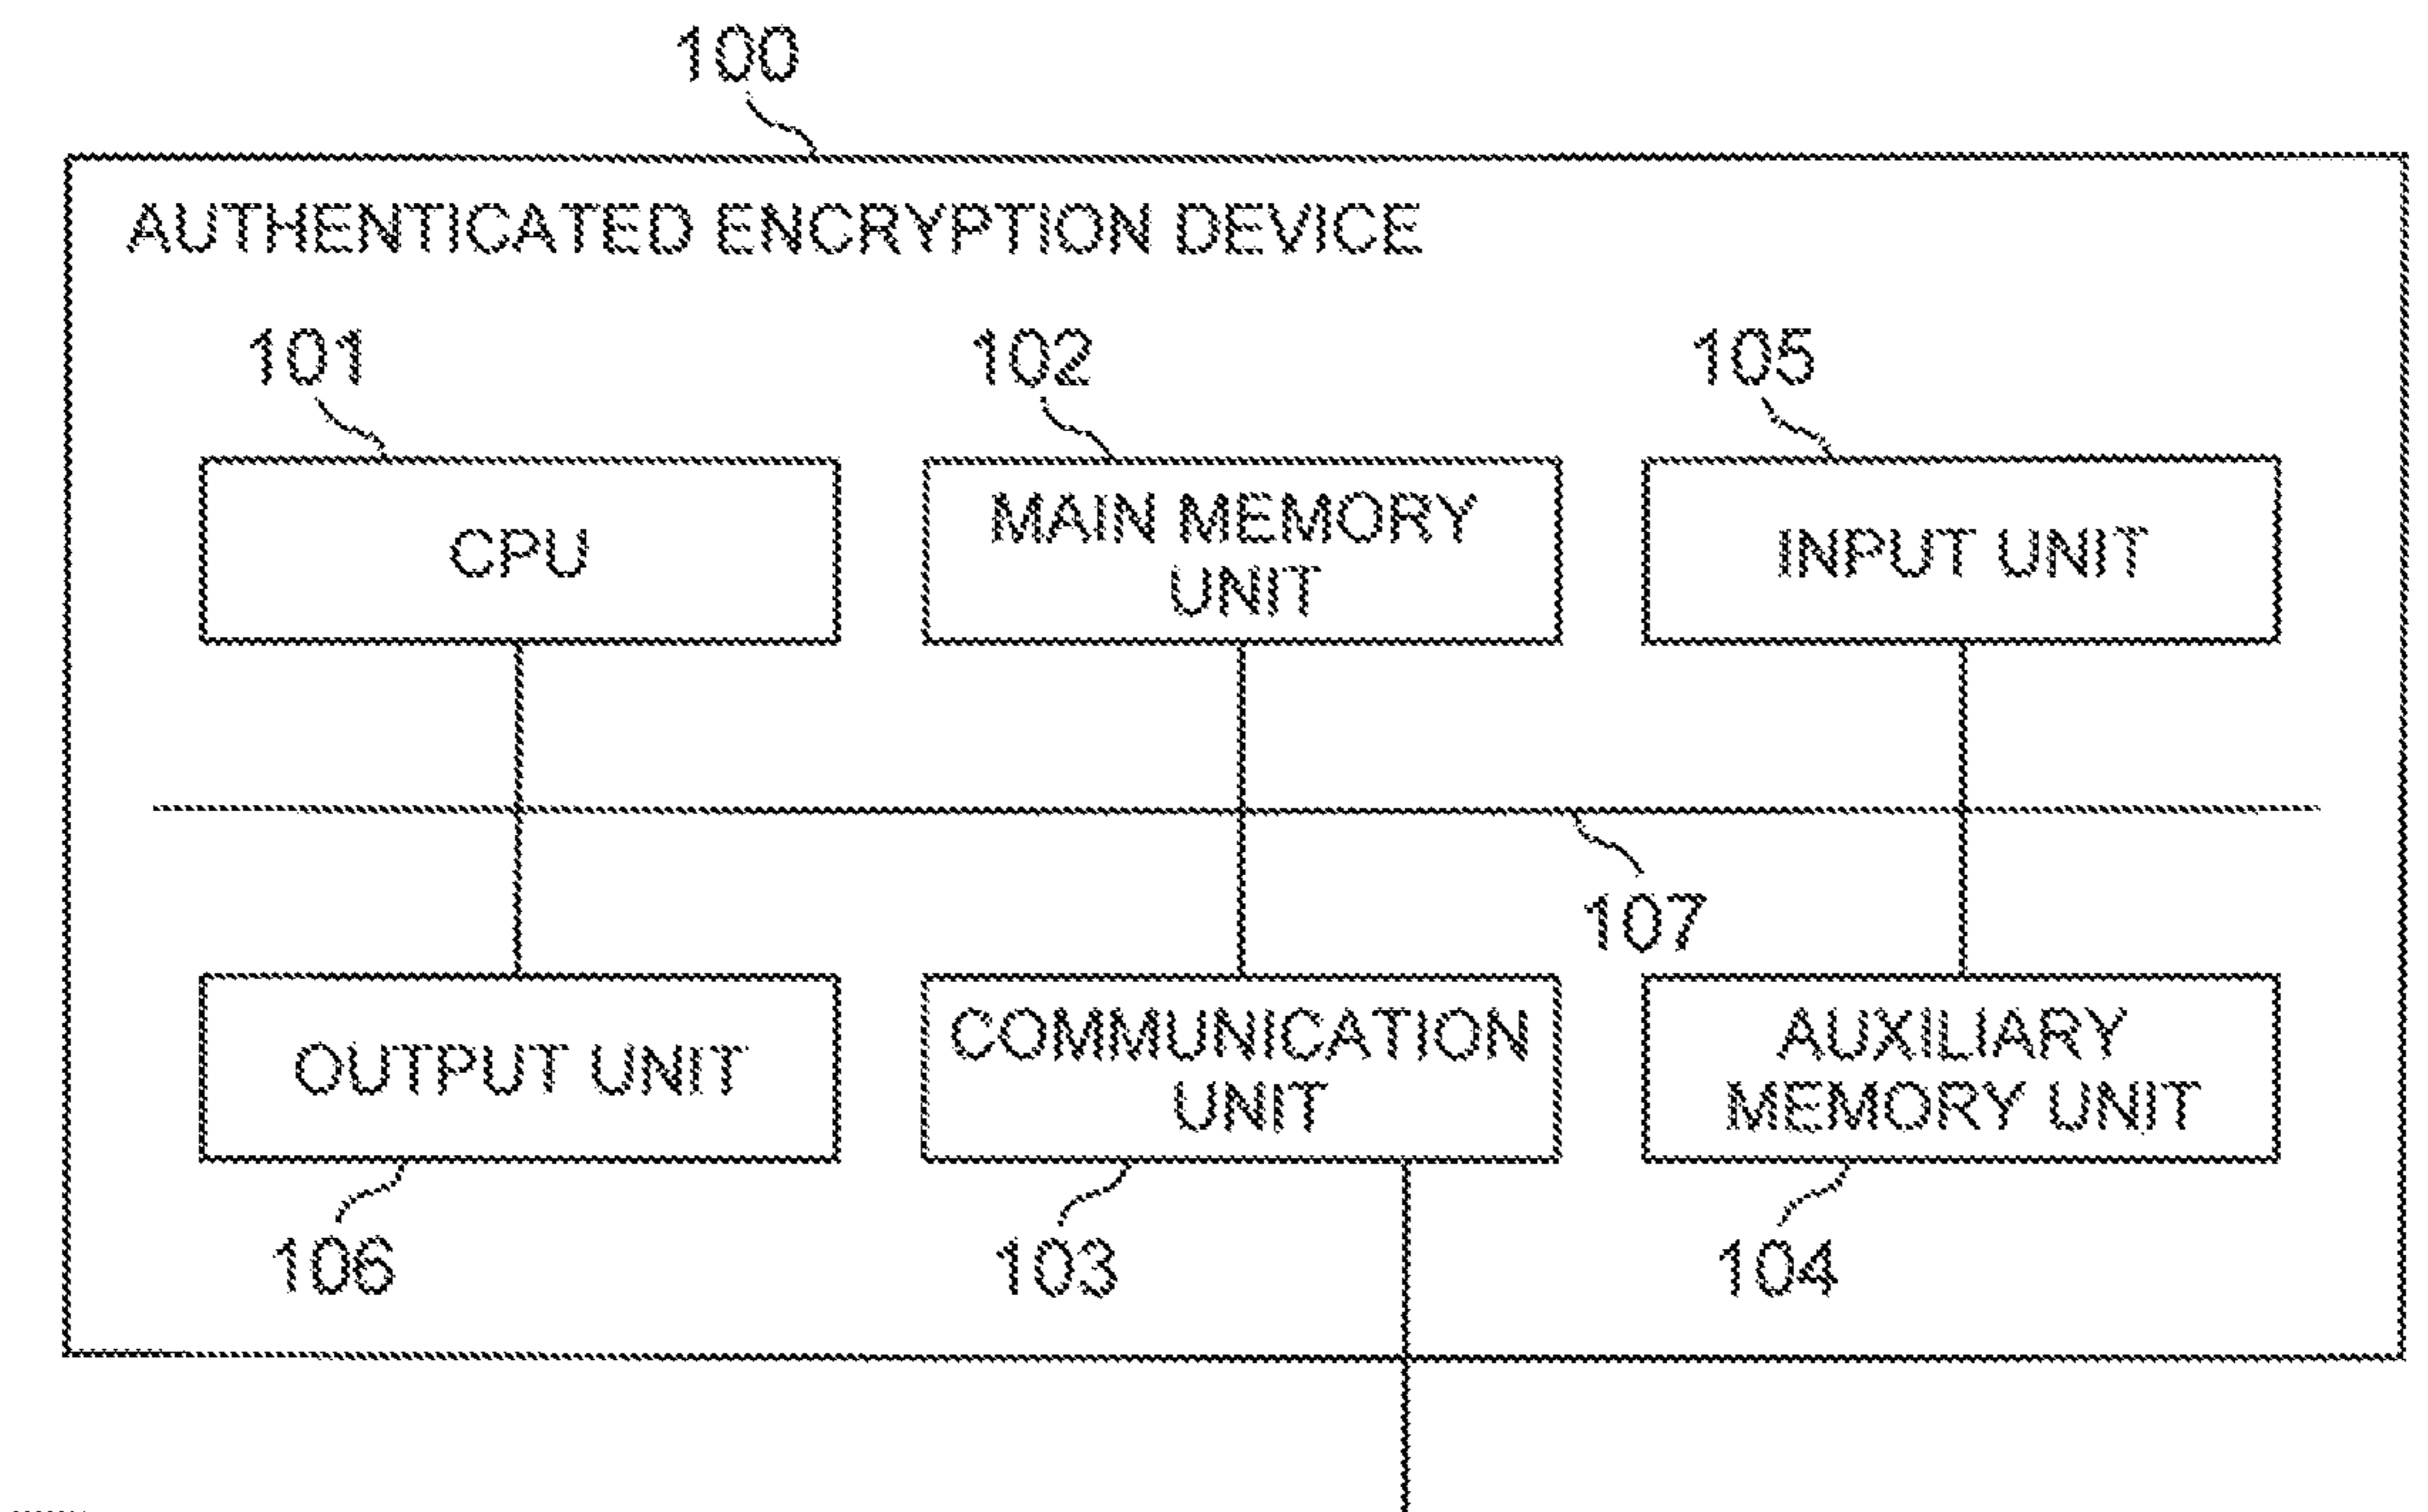 100
AUTHENTICATED ENCRYPTION DEVICE
101
102
105
CPU
MAIN MEMORY
UNIT
INPUT UNIT
107
OUTPUT UNIT
COMMUNICATION
UNIT
AUXILIARY
MEMORY UNIT
106
103
104